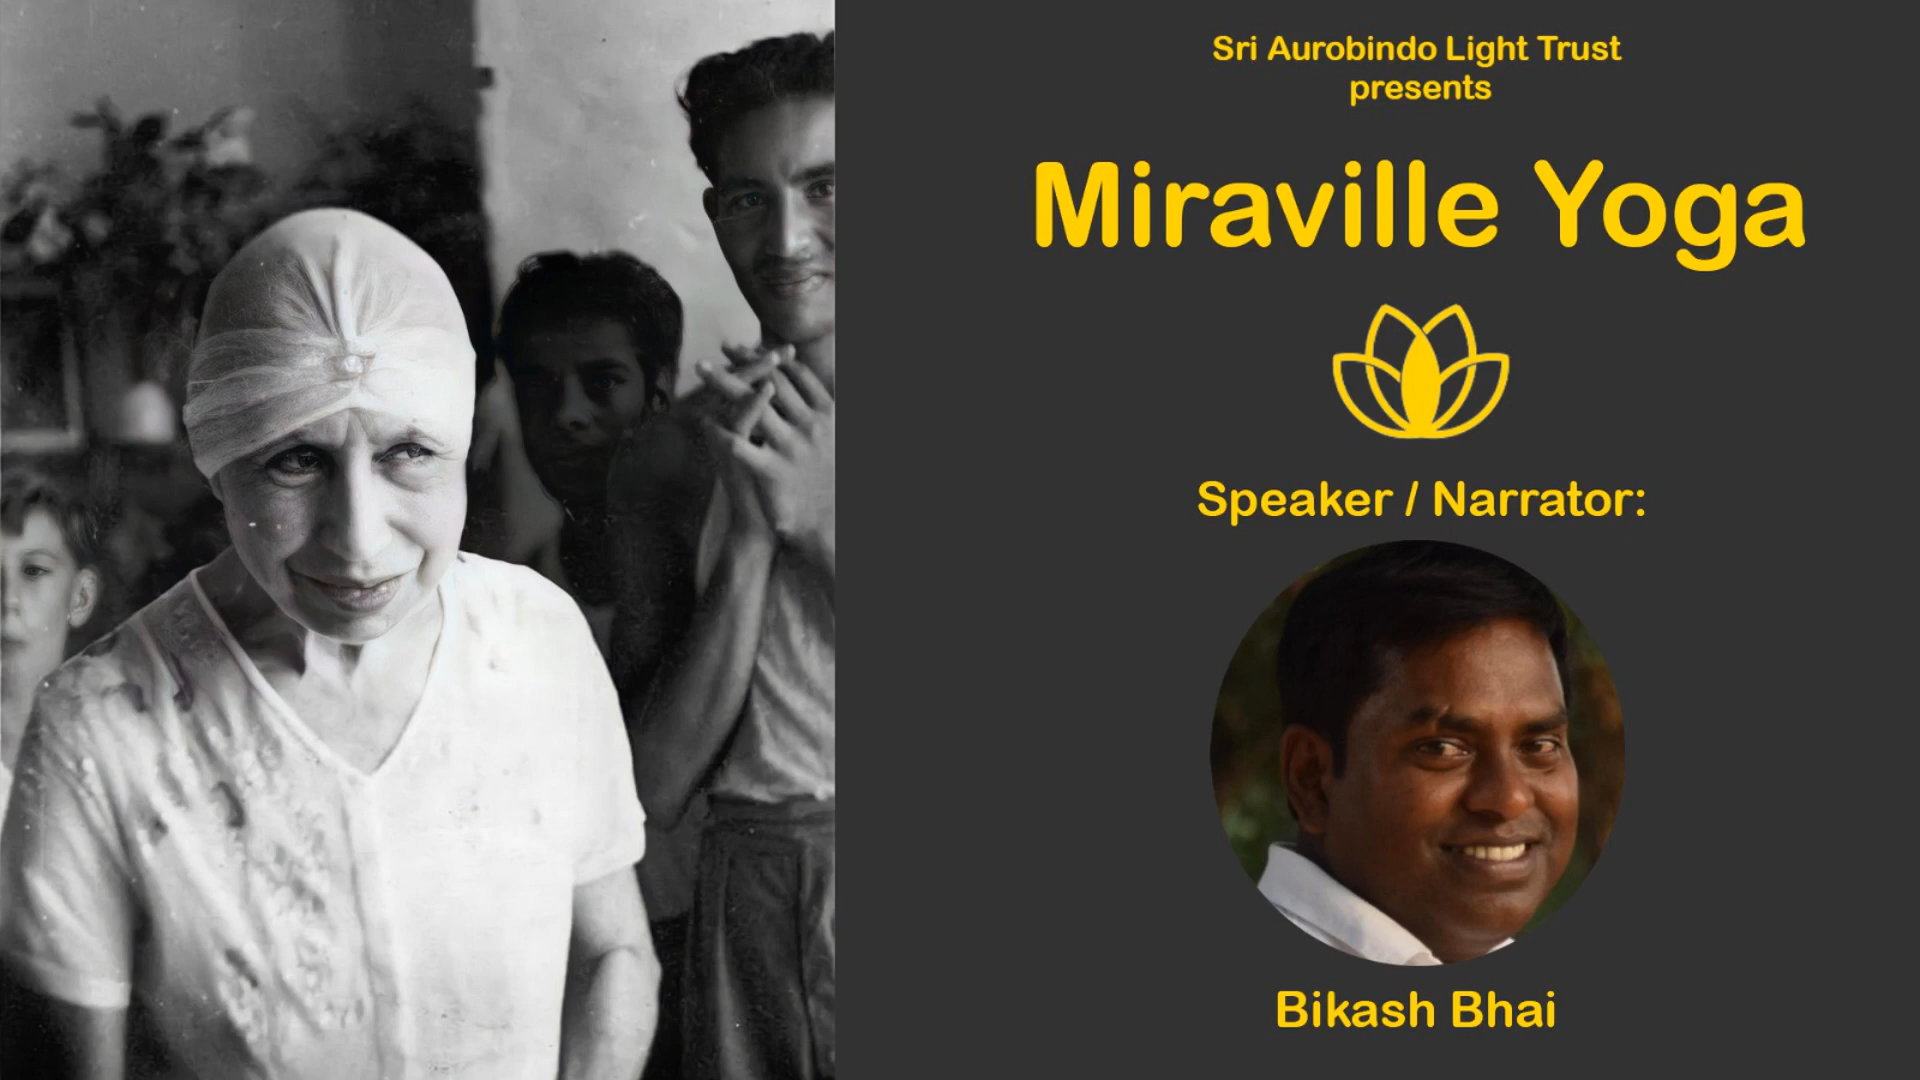 Sri Aurobindo Light Trust
presents
Miraville Yoga
Speaker / Narrator:
Bikash Bhai